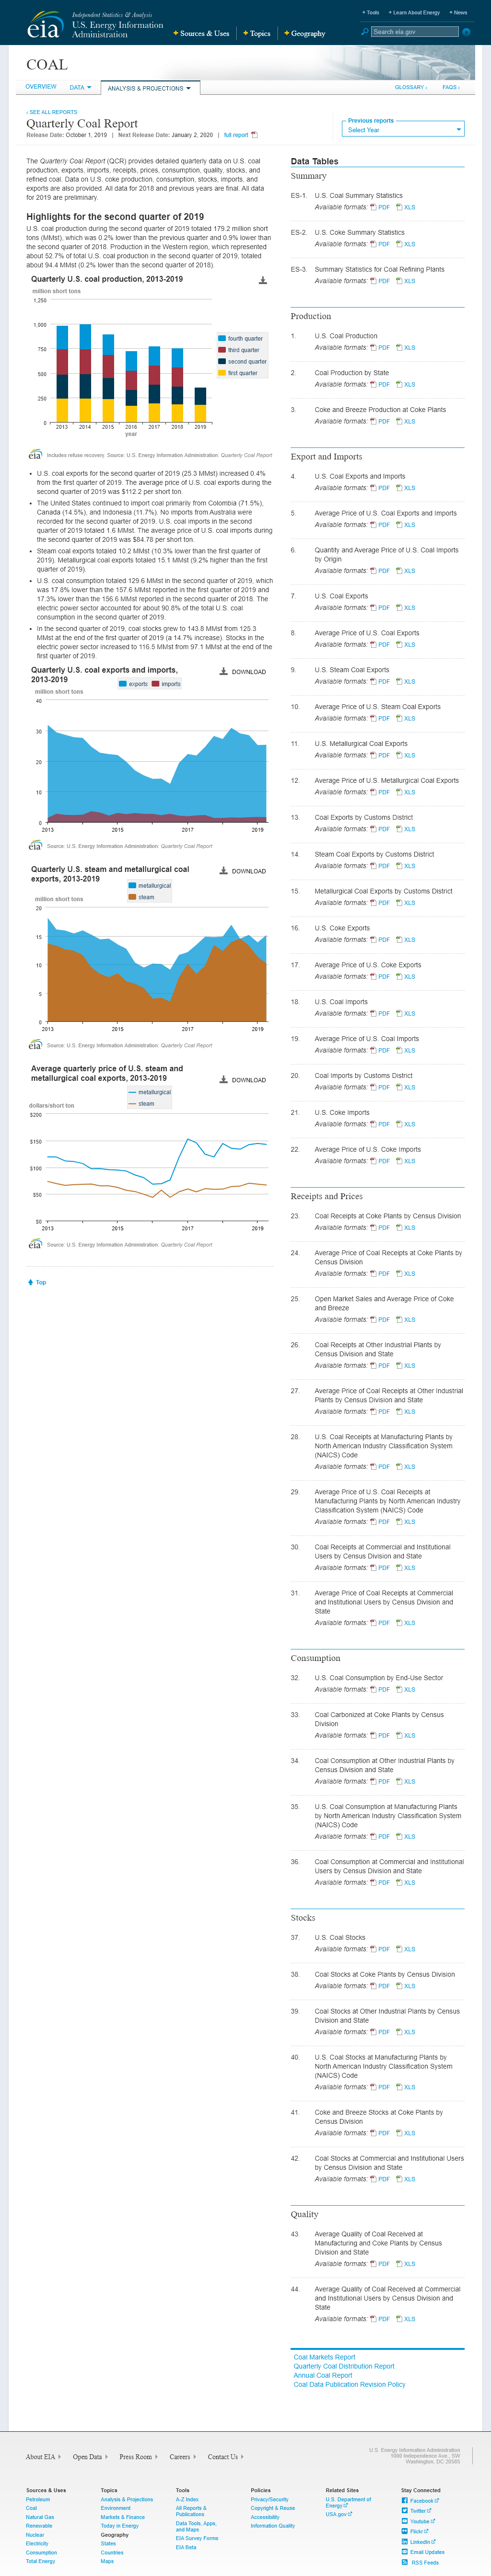 Independent Statistics & Analysis
eia U.S. Energy Information
Administration
+ Sources & Uses + Topics + Geography
+ Tools + Learn About Energy + News
Search eia.gov
COAL
OVERVIEW DATA ANALYSIS & PROJECTIONS
GLOSSARY › FAQS ›
‹ SEE ALL REPORTS
Quarterly Coal Report
Release Date: October 1, 2019 | Next Release Date: January 2, 2020 | full report
Previous reports
Select Year
The Quarterly Coal Report (QCR) provides detailed quarterly data on U.S. coal
production, exports, imports, receipts, prices, consumption, quality, stocks, and
refined coal. Data on U.S. coke production, consumption, stocks, imports, and
exports are also provided. All data for 2018 and previous years are final. All data
for 2019 are preliminary.
Highlights for the second quarter of 2019
U.S. coal production during the second quarter of 2019 totaled 179.2 million short
tons (MMst), which was 0.2% lower than the previous quarter and 0.9% lower than
the second quarter of 2018. Production in the Western region, which represented
about 52.7% of total U.S. coal production in the second quarter of 2019, totaled
about 94.4 MMst (0.2% lower than the second quarter of 2018).
Quarterly U.S. coal production, 2013-2019
million short tons
1,250
1,000
750
500
250
0
2013 2014 2015 2016 2017 2018 2019
year
fourth quarter
third quarter
second quarter
first quarter
eia Includes refuse recovery. Source: U.S. Energy Information Administration: Quarterly Coal Report
• U.S. coal exports for the second quarter of 2019 (25.3 MMst) increased 0.4%
from the first quarter of 2019. The average price of U.S. coal exports during the
second quarter of 2019 was $112.2 per short ton.
• The United States continued to import coal primarily from Colombia (71.5%),
Canada (14.5%), and Indonesia (11.7%). No imports from Australia were
recorded for the second quarter of 2019. U.S. coal imports in the second
quarter of 2019 totaled 1.6 MMst. The average price of U.S. coal imports during
the second quarter of 2019 was $84.78 per short ton.
• Steam coal exports totaled 10.2 MMst (10.3% lower than the first quarter of
2019). Metallurgical coal exports totaled 15.1 MMst (9.2% higher than the first
quarter of 2019).
• U.S. coal consumption totaled 129.6 MMst in the second quarter of 2019, which
was 17.8% lower than the 157.6 MMst reported in the first quarter of 2019 and
17.3% lower than the 156.6 MMst reported in the second quarter of 2018. The
electric power sector accounted for about 90.8% of the total U.S. coal
consumption in the second quarter of 2019.
• In the second quarter of 2019, coal stocks grew to 143.8 MMst from 125.3
MMst at the end of the first quarter of 2019 (a 14.7% increase). Stocks in the
electric power sector increased to 116.5 MMst from 97.1 MMst at the end of the
first quarter of 2019.
Quarterly U.S. coal exports and imports,
2013-2019
DOWNLOAD
exports imports
million short tons
40
30
20
10
0
2013 2015 2017 2019
eia Source: U.S. Energy Information Administration: Quarterly Coal Report
Quarterly U.S. steam and metallurgical coal
exports, 2013-2019
DOWNLOAD
metallurgical
steam
million short tons
20
15
10
5
0
2013 2015 2017 2019
eia Source: U.S. Energy Information Administration: Quarterly Coal Report
Average quarterly price of U.S. steam and
metallurgical coal exports, 2013-2019
DOWNLOAD
metallurgical
steam
dollars/short ton
$200
$150
$100
$50
$0
2013 2015 2017 2019
eia Source: U.S. Energy Information Administration: Quarterly Coal Report
Top
Data Tables
Summary
ES-1. U.S. Coal Summary Statistics
Available formats: PDF XLS
ES-2. U.S. Coke Summary Statistics
Available formats: PDF XLS
ES-3. Summary Statistics for Coal Refining Plants
Available formats: PDF XLS
Production
1. U.S. Coal Production
Available formats: PDF XLS
2. Coal Production by State
Available formats: PDF XLS
3. Coke and Breeze Production at Coke Plants
Available formats: PDF XLS
Export and Imports
4. U.S. Coal Exports and Imports
Available formats: PDF XLS
5. Average Price of U.S. Coal Exports and Imports
Available formats: PDF XLS
6. Quantity and Average Price of U.S. Coal Imports
by Origin
Available formats: PDF XLS
7. U.S. Coal Exports
Available formats: PDF XLS
8. Average Price of U.S. Coal Exports
Available formats: PDF XLS
9. U.S. Steam Coal Exports
Available formats: PDF XLS
10. Average Price of U.S. Steam Coal Exports
Available formats: PDF XLS
11. U.S. Metallurgical Coal Exports
Available formats: PDF XLS
12. Average Price of U.S. Metallurgical Coal Exports
Available formats: PDF XLS
13. Coal Exports by Customs District
Available formats: PDF XLS
14. Steam Coal Exports by Customs District
Available formats: PDF XLS
15. Metallurgical Coal Exports by Customs District
Available formats: PDF XLS
16. U.S. Coke Exports
Available formats: PDF XLS
17. Average Price of U.S. Coke Exports
Available formats: PDF XLS
18. U.S. Coal Imports
Available formats: PDF XLS
19. Average Price of U.S. Coal Imports
Available formats: PDF XLS
20. Coal Imports by Customs District
Available formats: PDF XLS
21. U.S. Coke Imports
Available formats: PDF XLS
22. Average Price of U.S. Coke Imports
Available formats: PDF XLS
Receipts and Prices
23. Coal Receipts at Coke Plants by Census Division
Available formats: PDF XLS
24. Average Price of Coal Receipts at Coke Plants by
Census Division
Available formats: PDF XLS
25. Open Market Sales and Average Price of Coke
and Breeze
Available formats: PDF XLS
26. Coal Receipts at Other Industrial Plants by
Census Division and State
Available formats: PDF XLS
27. Average Price of Coal Receipts at Other Industrial
Plants by Census Division and State
Available formats: PDF XLS
28. U.S. Coal Receipts at Manufacturing Plants by
North American Industry Classification System
(NAICS) Code
Available formats: PDF XLS
29. Average Price of U.S. Coal Receipts at
Manufacturing Plants by North American Industry
Classification System (NAICS) Code
Available formats: PDF XLS
30. Coal Receipts at Commercial and Institutional
Users by Census Division and State
Available formats: PDF XLS
31. Average Price of Coal Receipts at Commercial
and Institutional Users by Census Division and
State
Available formats: PDF XLS
Consumption
32. U.S. Coal Consumption by End-Use Sector
Available formats: PDF XLS
33. Coal Carbonized at Coke Plants by Census
Division
Available formats: PDF XLS
34. Coal Consumption at Other Industrial Plants by
Census Division and State
Available formats: PDF XLS
35. U.S. Coal Consumption at Manufacturing Plants
by North American Industry Classification System
(NAICS) Code
Available formats: PDF XLS
36. Coal Consumption at Commercial and Institutional
Users by Census Division and State
Available formats: PDF XLS
Stocks
37. U.S. Coal Stocks
Available formats: PDF XLS
38. Coal Stocks at Coke Plants by Census Division
Available formats: PDF XLS
39. Coal Stocks at Other Industrial Plants by Census
Division and State
Available formats: PDF XLS
40. U.S. Coal Stocks at Manufacturing Plants by
North American Industry Classification System
(NAICS) Code
Available formats: PDF XLS
41. Coke and Breeze Stocks at Coke Plants by
Census Division
Available formats: PDF XLS
42. Coal Stocks at Commercial and Institutional Users
by Census Division and State
Available formats: PDF XLS
Quality
43. Average Quality of Coal Received at
Manufacturing and Coke Plants by Census
Division and State
Available formats: PDF XLS
44. Average Quality of Coal Received at Commercial
and Institutional Users by Census Division and
State
Available formats: PDF XLS
Coal Markets Report
Quarterly Coal Distribution Report
Annual Coal Report
Coal Data Publication Revision Policy
About EIA Open Data Press Room Careers Contact Us
U.S. Energy Information Administration
1000 Independence Ave., SW
Washington, DC 20585
Sources & Uses
Petroleum
Coal
Natural Gas
Renewable
Nuclear
Electricity
Consumption
Total Energy
Topics
Analysis & Projections
Environment
Markets & Finance
Today in Energy
Geography
States
Countries
Maps
Tools
A-Z Index
All Reports &
Publications
Data Tools, Apps,
and Maps
EIA Survey Forms
EIA Beta
Policies
Privacy/Security
Copyright & Reuse
Accessibility
Information Quality
Related Sites
U.S. Department of
Energy
USA.gov
Stay Connected
Facebook
Twitter
Youtube
Flickr
LinkedIn
Email Updates
RSS Feeds